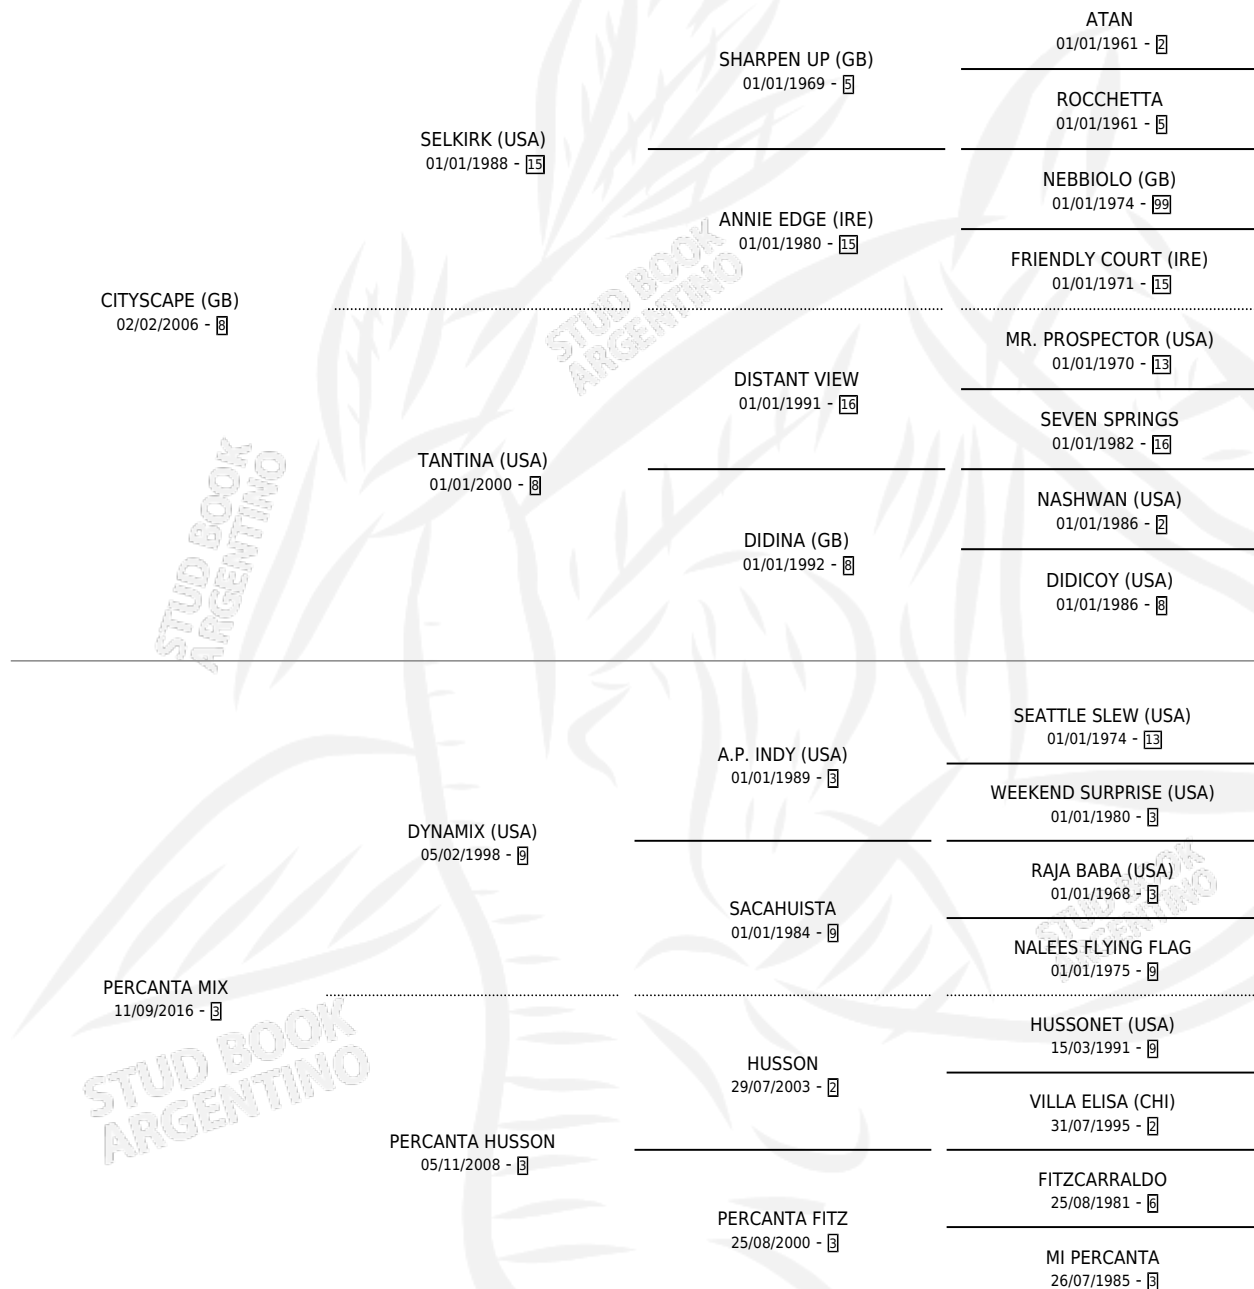 ATAN
01/01/1961 - 2
SHARPEN UP (GB)
01/01/1969 - 5
ROCCHETTA
01/01/1961 - 5
SELKIRK (USA)
01/01/1988 - 15
NEBBIOLO (GB)
01/01/1974 - 99
ANNIE EDGE (IRE)
01/01/1980 - 15
FRIENDLY COURT (IRE)
01/01/1971 - 15
CITYSCAPE (GB)
02/02/2006 - 8
MR. PROSPECTOR (USA)
01/01/1970 - 13
DISTANT VIEW
01/01/1991 - 16
SEVEN SPRINGS
01/01/1982 - 16
TANTINA (USA)
01/01/2000 - 8
NASHWAN (USA)
01/01/1986 - 2
DIDINA (GB)
01/01/1992 - 8
DIDICOY (USA)
01/01/1986 - 8
SEATTLE SLEW (USA)
01/01/1974 - 13
A.P. INDY (USA)
01/01/1989 - 3
WEEKEND SURPRISE (USA)
01/01/1980 - 3
DYNAMIX (USA)
05/02/1998 - 9
RAJA BABA (USA)
01/01/1968 - 3
SACAHUISTA
01/01/1984 - 9
NALEES FLYING FLAG
01/01/1975 - 9
PERCANTA MIX
11/09/2016 - 3
HUSSONET (USA)
15/03/1991 - 9
HUSSON
29/07/2003 - 2
VILLA ELISA (CHI)
31/07/1995 - 2
PERCANTA HUSSON
05/11/2008 - 3
FITZCARRALDO
25/08/1981 - 6
PERCANTA FITZ
25/08/2000 - 3
MI PERCANTA
26/07/1985 - 3
STUD BOOK
ARGENTINO
STUD BOOK
ARGENTINO
STUD BOOK
ARGENTINO
STUD BOOK
ARGENTINO